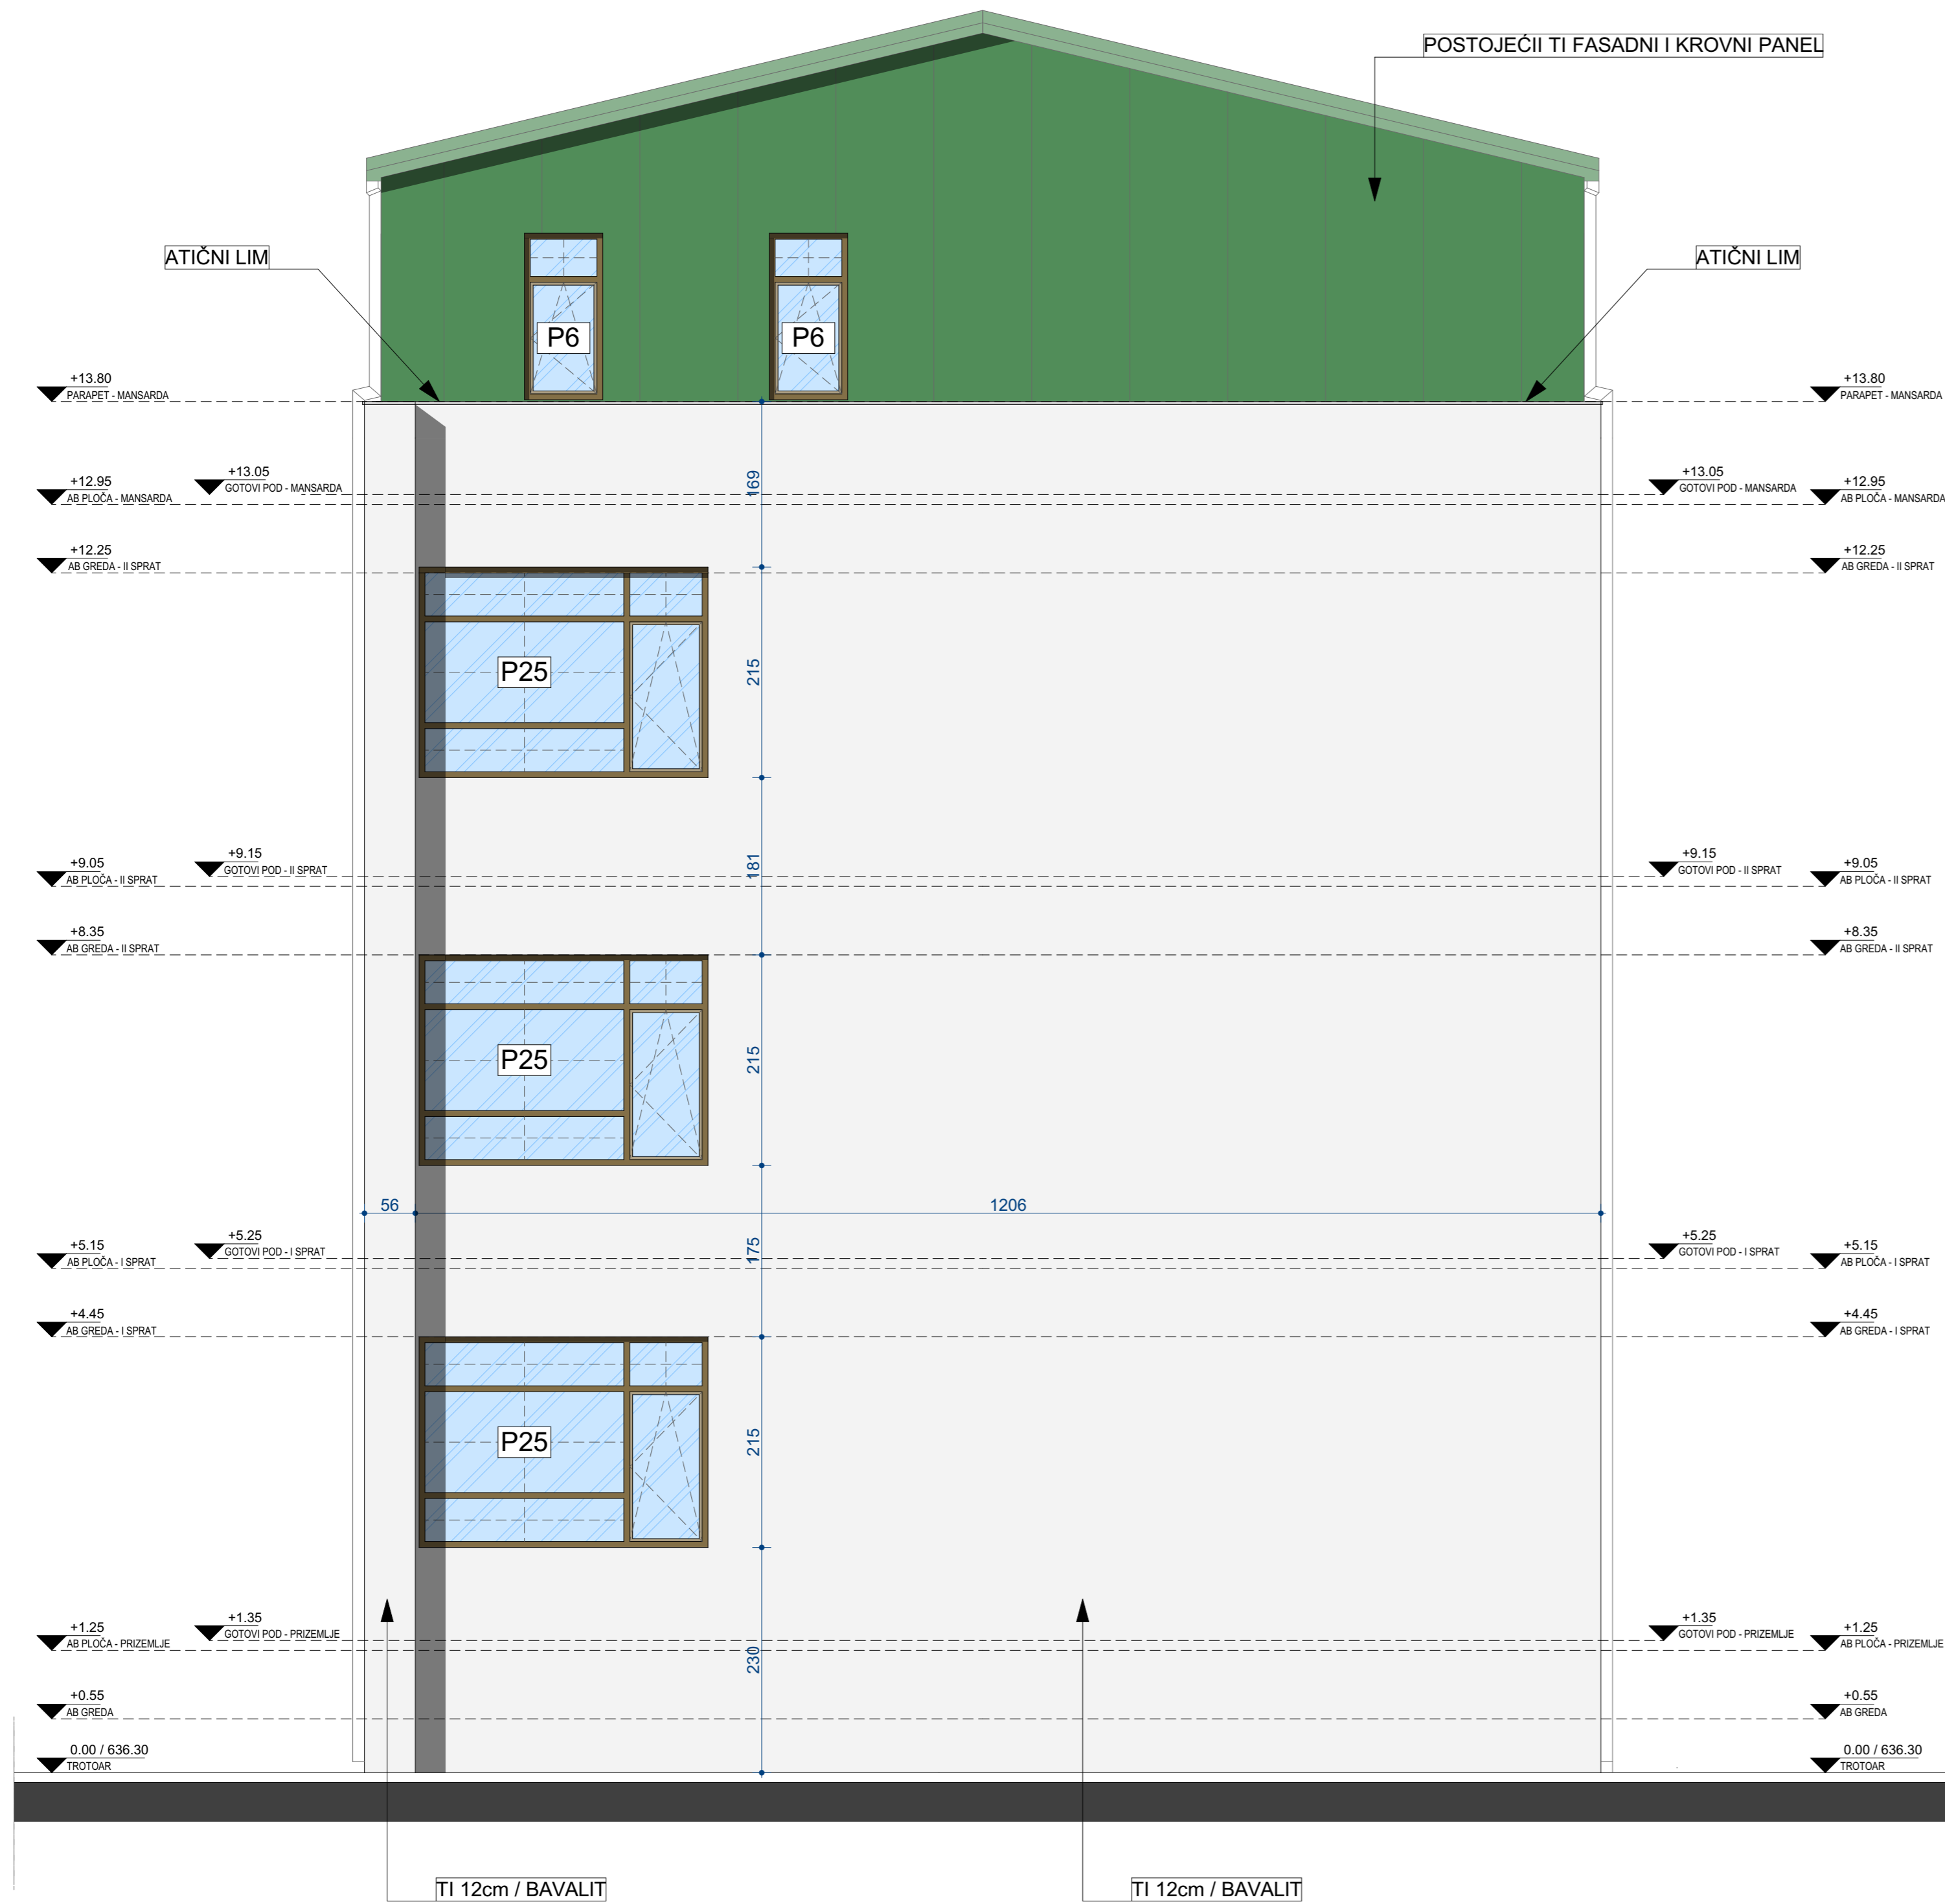 POSTOJEĆII TI FASADNI I KROVNI PANEL
ATIČNI LIM
ATIČNI LIM
P6
P6
+13.80
PARAPET - MANSARDA
+13.80
PARAPET - MANSARDA
+13.05
GOTOVI POD - MANSARDA
+12.95
AB PLOČA - MANSARDA
169
+13.05
GOTOVI POD - MANSARDA
+12.95
AB PLOČA - MANSARDA
+12.25
AB GREDA - II SPRAT
+12.25
AB GREDA - II SPRAT
P25
215
+9.15
GOTOVI POD - II SPRAT
+9.05
AB PLOČA - II SPRAT
181
+9.15
GOTOVI POD - II SPRAT
+9.05
AB PLOČA - II SPRAT
+8.35
AB GREDA - II SPRAT
+8.35
AB GREDA - II SPRAT
P25
215
56
1206
+5.25
GOTOVI POD - I SPRAT
+5.15
AB PLOČA - I SPRAT
175
+5.25
GOTOVI POD - I SPRAT
+5.15
AB PLOČA - I SPRAT
+4.45
AB GREDA - I SPRAT
+4.45
AB GREDA - I SPRAT
P25
215
+1.35
GOTOVI POD - PRIZEMLJE
+1.25
AB PLOČA - PRIZEMLJE
230
+1.35
GOTOVI POD - PRIZEMLJE
+1.25
AB PLOČA - PRIZEMLJE
+0.55
AB GREDA
+0.55
AB GREDA
0.00 / 636.30
TROTOAR
0.00 / 636.30
TROTOAR
TI 12cm / BAVALIT
TI 12cm / BAVALIT